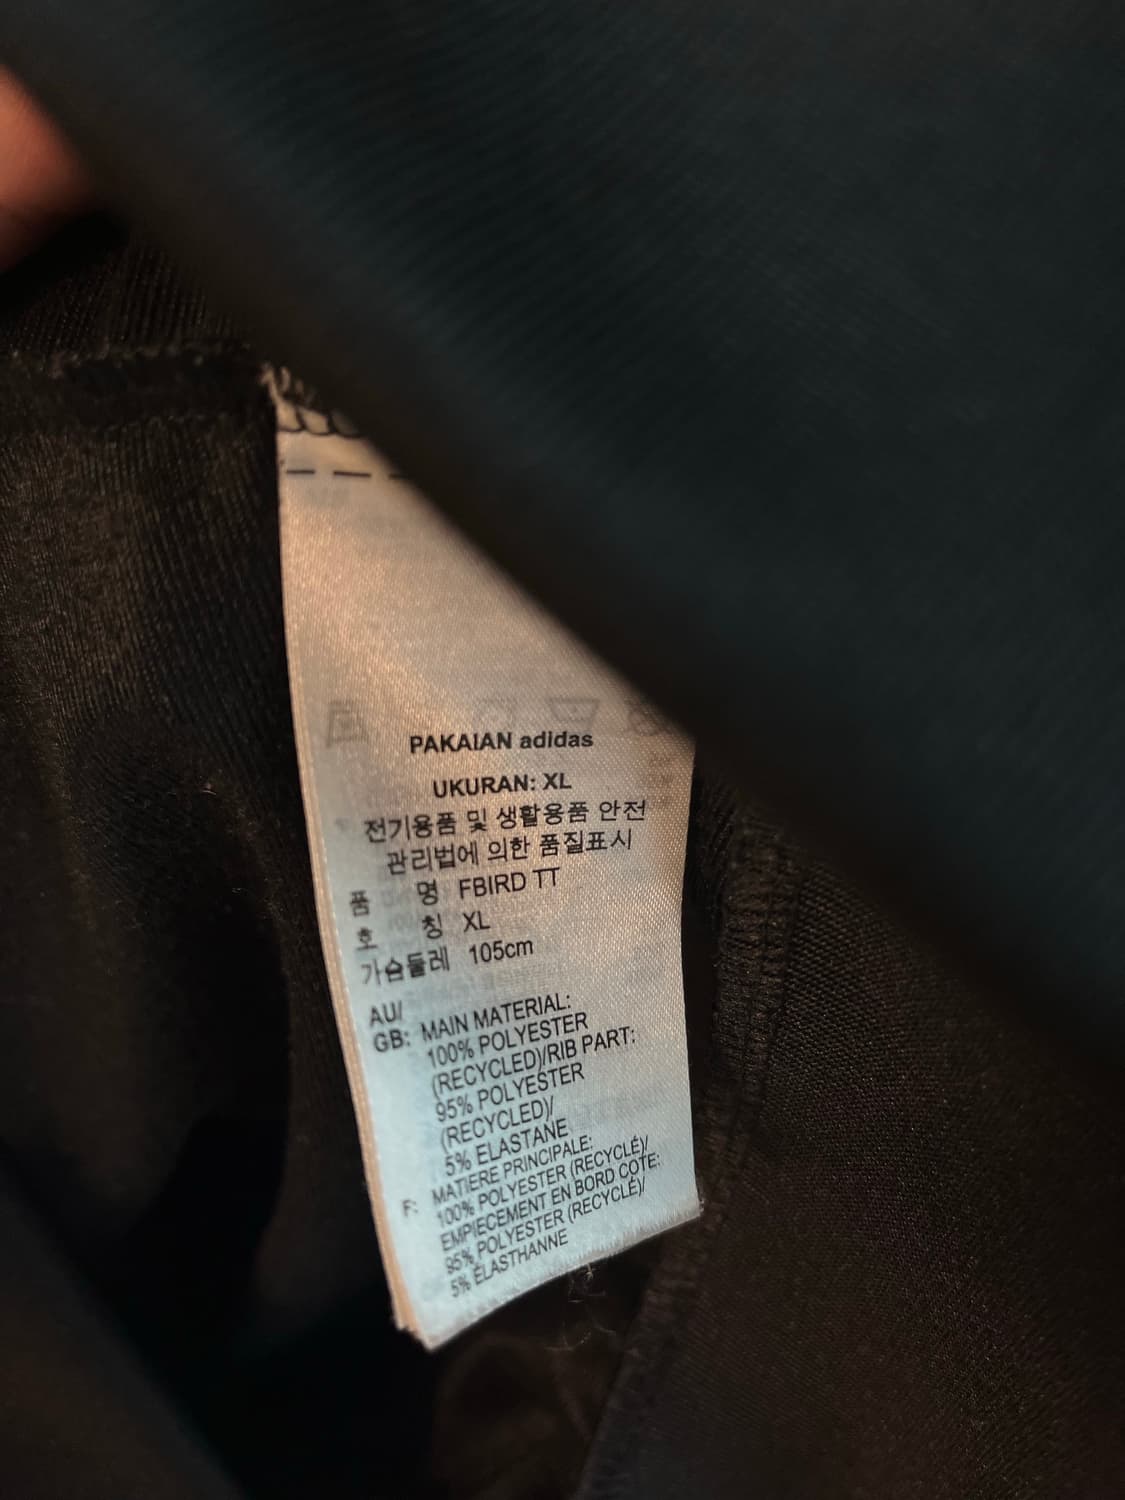 PAKAIAN adidas
UKURAN: XL
전기용품 및 생활용품 안전
관리법에 의한 품질표시
품 명 FBIRD TT
호 칭 XL
가슴둘레 105cm
AU/
GB: MAIN MATERIAL:
100% POLYESTER
(RECYCLED)/RIB PART:
95% POLYESTER
(RECYCLED)/
5% ELASTANE
F: MATIERE PRINCIPALE:
100% POLYESTER (RECYCLÉ)/
EMPIECEMENT EN BORD COTE:
95% POLYESTER (RECYCLÉ)/
5% ÉLASTHANNE